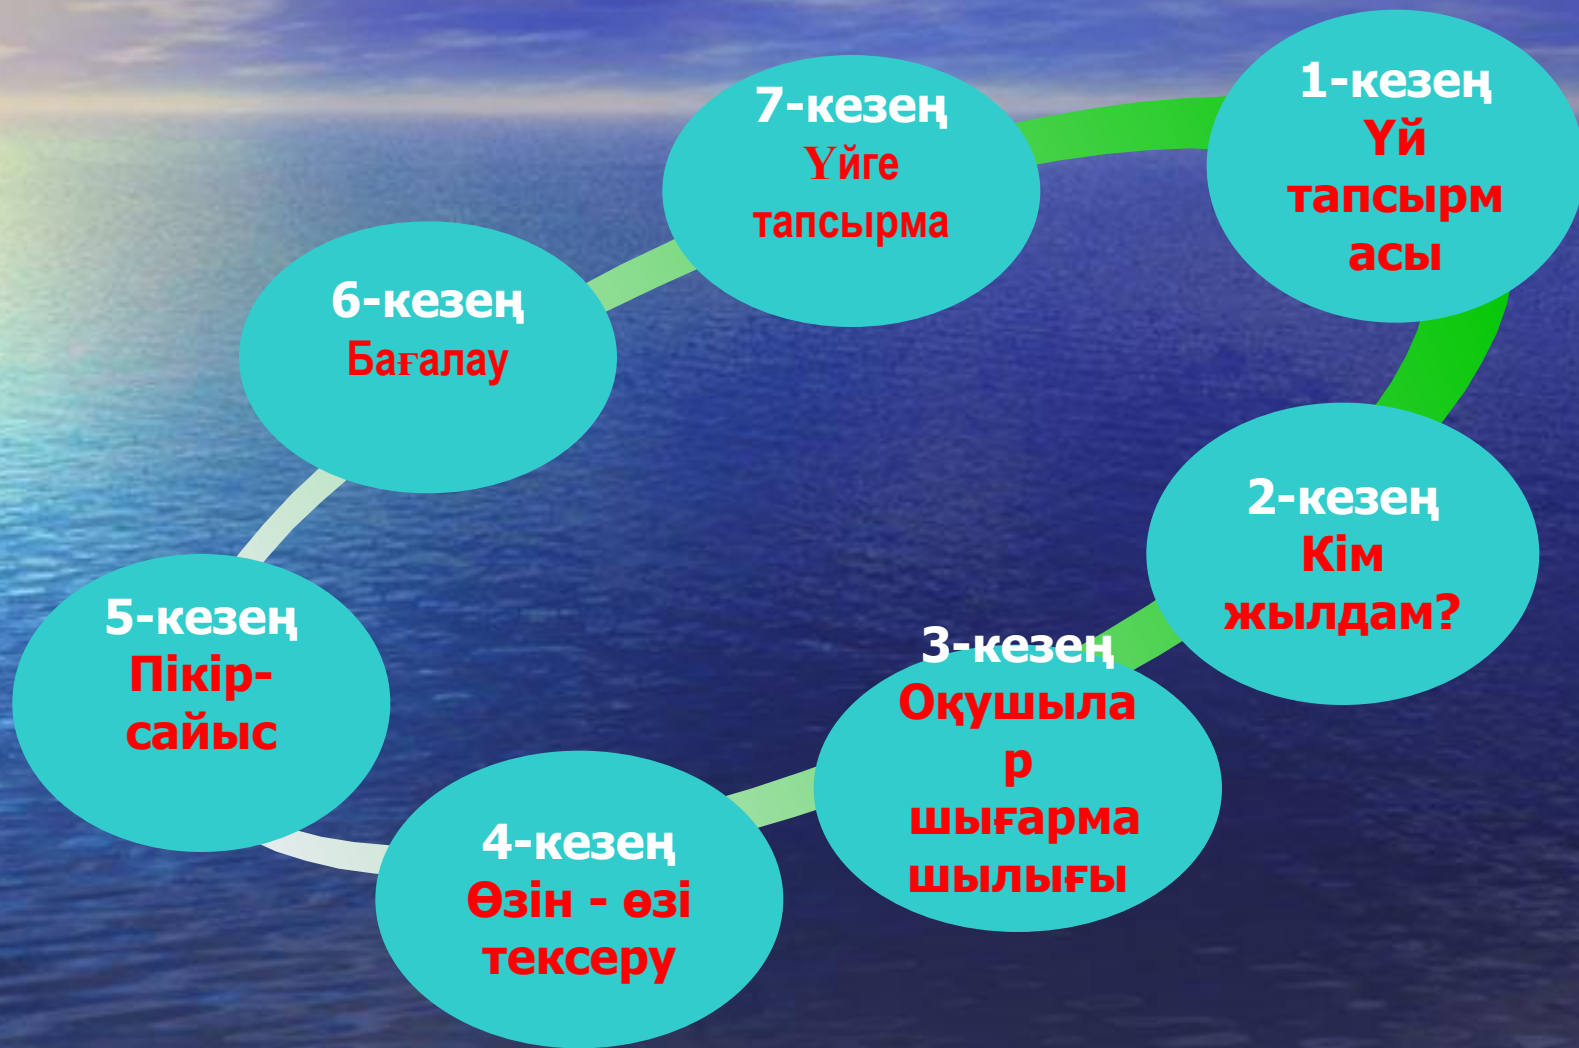 1-кезең
Үй
тапсырм
асы
2-кезең
Кім
жылдам?
3-кезең
Оқушыла
р
шығарма
шылығы
4-кезең
Өзін - өзі
тексеру
5-кезең
Пікір-
сайыс
6-кезең
Бағалау
7-кезең
Үйге
тапсырма